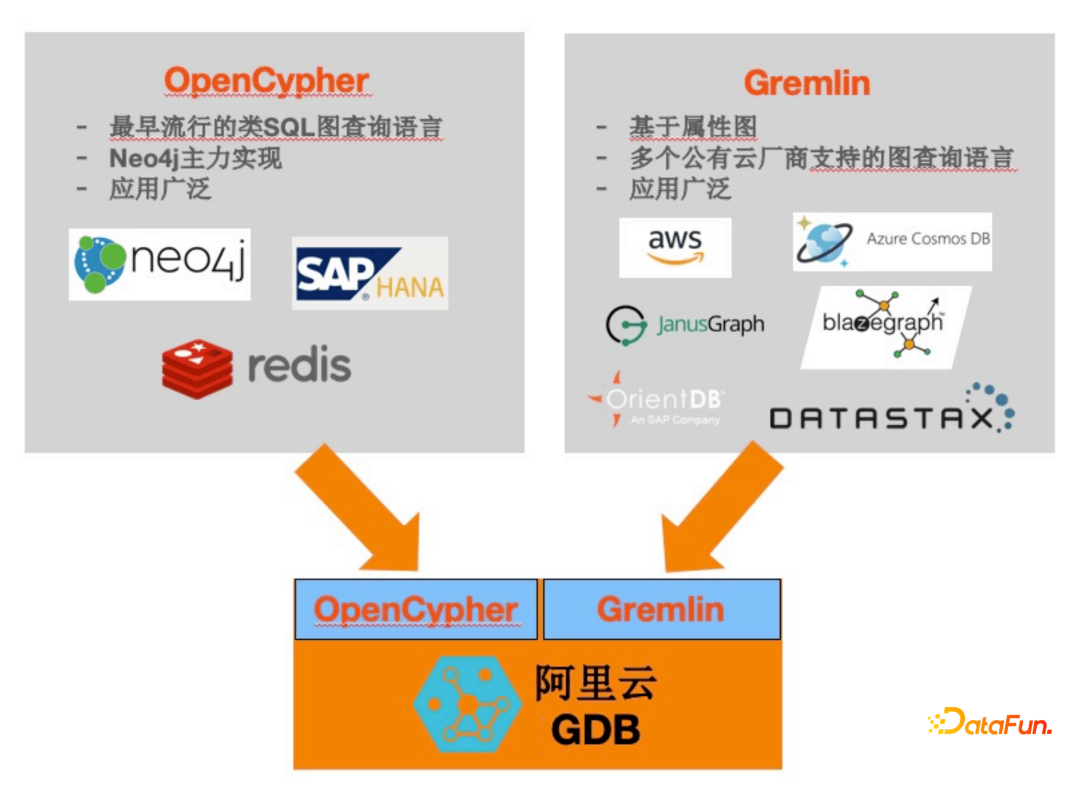 OpenCypher
- 最早流行的类SQL图查询语言
- Neo4j主力实现
- 应用广泛
neo4j
SAP® HANA
redis
Gremlin
- 基于属性图
- 多个公有云厂商支持的图查询语言
- 应用广泛
aws
Azure Cosmos DB
JanusGraph
blazegraph™
OrientDB®
An SAP Company
DATASTAX
OpenCypher
Gremlin
阿里云
GDB
DataFun.